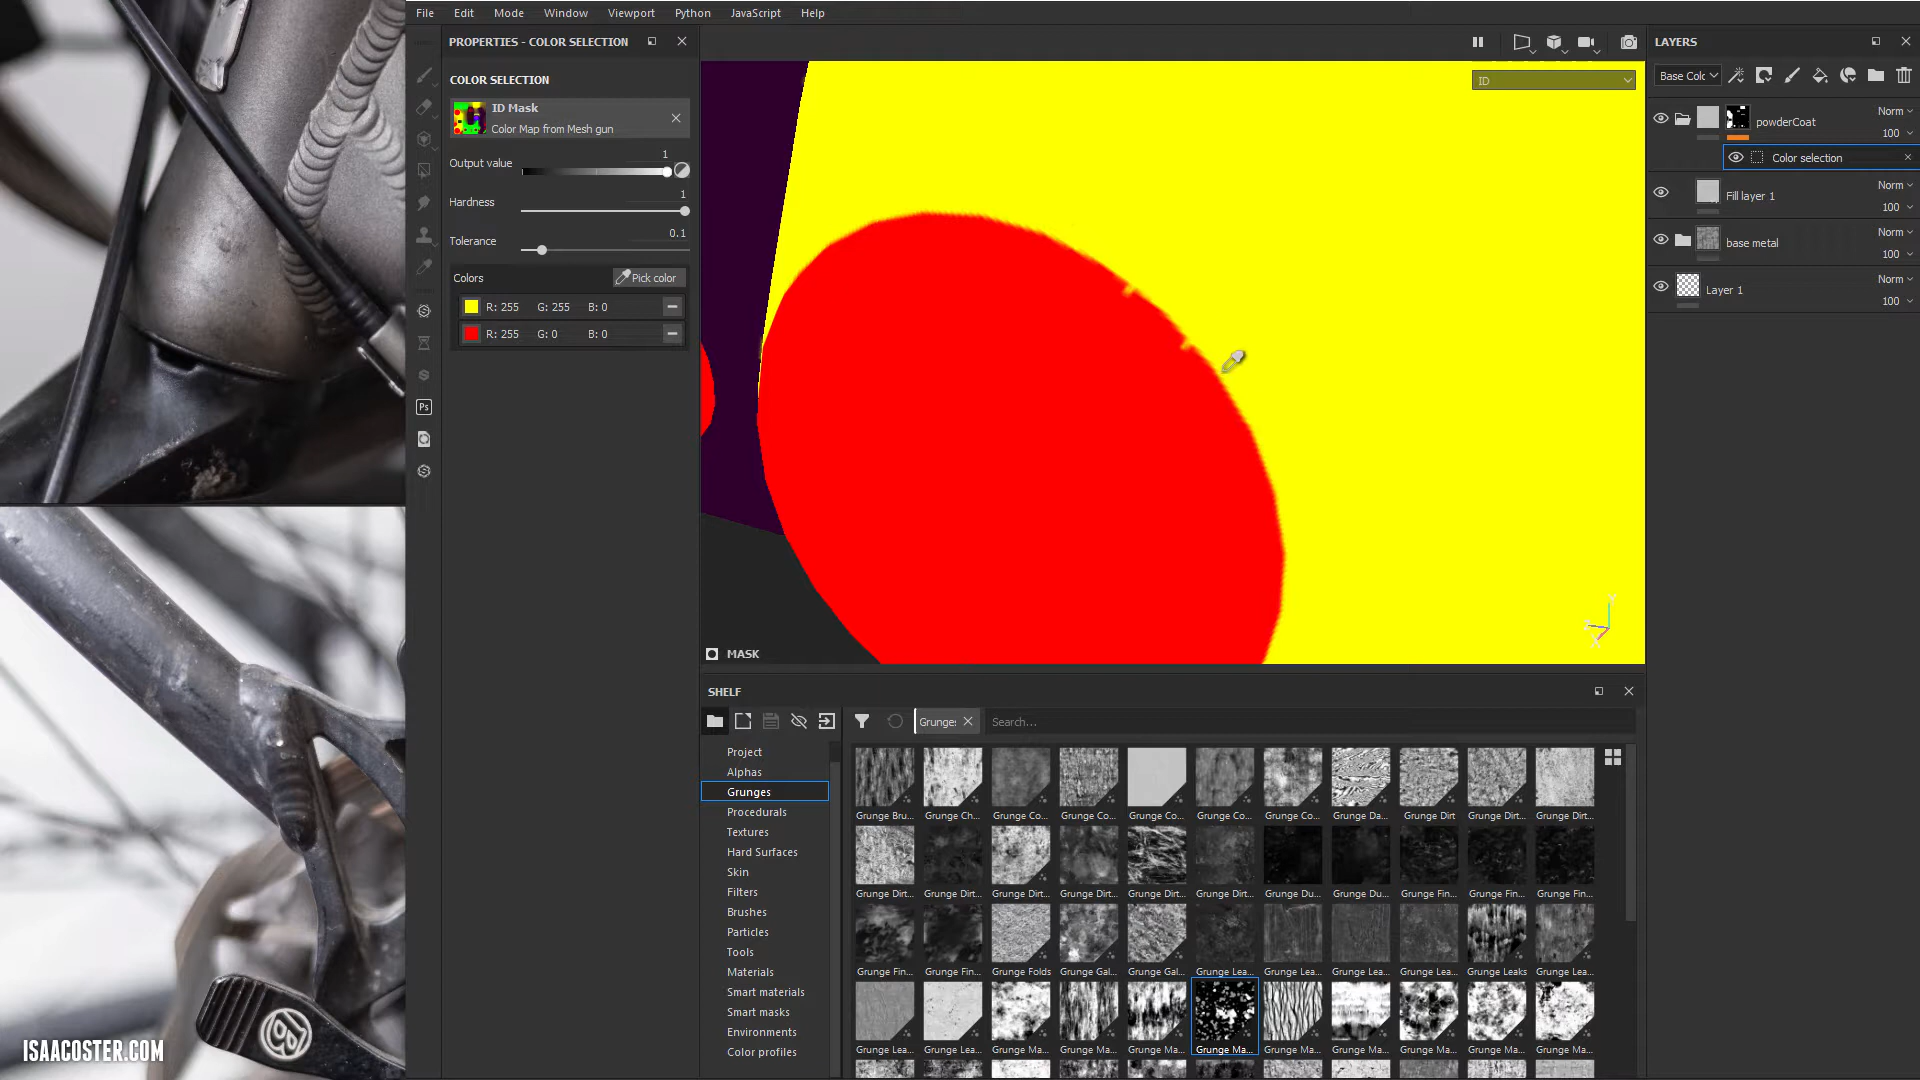 File Edit Mode Window Viewport Python JavaScript Help
PROPERTIES - COLOR SELECTION
COLOR SELECTION
ID Mask
Color Map from Mesh gun
Output value 1
Hardness 1
Tolerance 0.1
Colors Pick color
R: 255 G: 255 B: 0
R: 255 G: 0 B: 0
Ps
ID
Y
Z
X
MASK
LAYERS
Base Colc
powderCoat Norm 100
Color selection
Fill layer 1 Norm 100
base metal Norm 100
Layer 1 Norm 100
SHELF
Grunges Search...
Project
Alphas
Grunges
Procedurals
Textures
Hard Surfaces
Skin
Filters
Brushes
Particles
Tools
Materials
Smart materials
Smart masks
Environments
Color profiles
Grunge Bru... Grunge Ch... Grunge Co... Grunge Co... Grunge Co... Grunge Co... Grunge Co... Grunge Da... Grunge Dirt Grunge Dirt... Grunge Dirt...
Grunge Dirt... Grunge Dirt... Grunge Dirt... Grunge Dirt... Grunge Dirt... Grunge Dirt... Grunge Du... Grunge Du... Grunge Fin... Grunge Fin... Grunge Fin...
Grunge Fin... Grunge Fin... Grunge Folds Grunge Gal... Grunge Gal... Grunge Lea... Grunge Lea... Grunge Lea... Grunge Lea... Grunge Leaks Grunge Lea...
Grunge Lea... Grunge Lea... Grunge Ma... Grunge Ma... Grunge Ma... Grunge Ma... Grunge Ma... Grunge Ma... Grunge Ma... Grunge Ma... Grunge Ma...
ISAACOSTER.COM